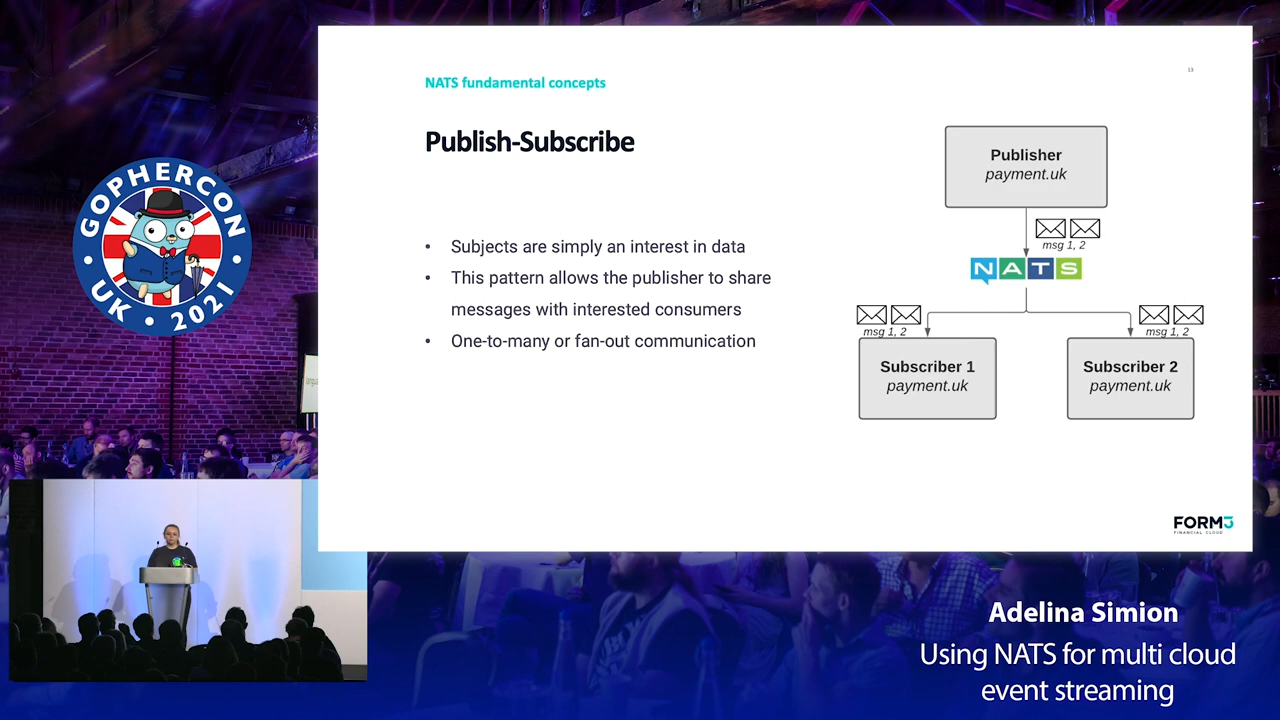 NATS fundamental concepts
13
Publish-Subscribe
• Subjects are simply an interest in data
• This pattern allows the publisher to share
messages with interested consumers
• One-to-many or fan-out communication
Publisher
payment.uk
msg 1, 2
NATS
msg 1, 2
msg 1, 2
Subscriber 1
payment.uk
Subscriber 2
payment.uk
FORM3
FINANCIAL CLOUD
GOPHERCON
• UK • 2021 •
Adelina Simion
Using NATS for multi cloud
event streaming